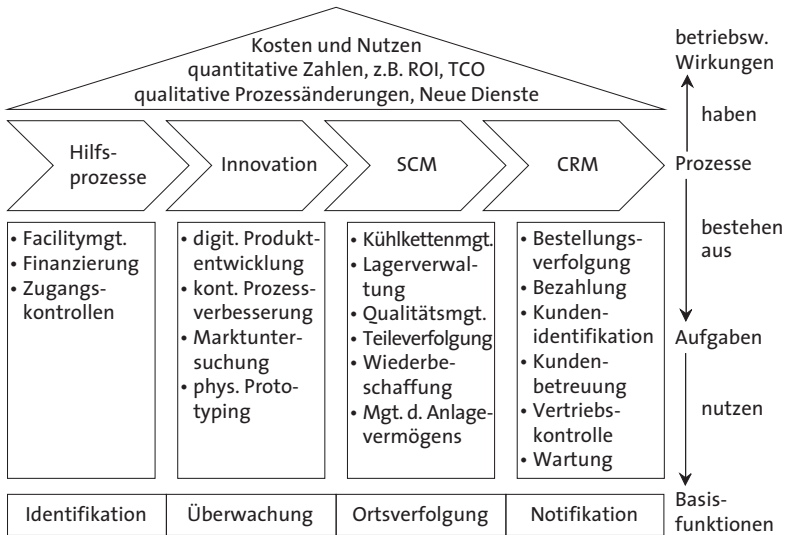 Kosten und Nutzen
quantitative Zahlen, z.B. ROI, TCO
qualitative Prozessänderungen, Neue Dienste
betriebsw.
Wirkungen
haben
Hilfs-
prozesse
Innovation
SCM
CRM
Prozesse
bestehen
aus
• Facilitymgt.
• Finanzierung
• Zugangs-
kontrollen
• digit. Produkt-
entwicklung
• kont. Prozess-
verbesserung
• Marktunter-
suchung
• phys. Proto-
typing
• Kühlkettenmgt.
• Lagerverwal-
tung
• Qualitätsmgt.
• Teileverfolgung
• Wiederbe-
schaffung
• Mgt. d. Anlage-
vermögens
• Bestellungs-
verfolgung
• Bezahlung
• Kunden-
identifikation
• Kunden-
betreuung
• Vertriebs-
kontrolle
• Wartung
Aufgaben
nutzen
Identifikation
Überwachung
Ortsverfolgung
Notifikation
Basis-
funktionen